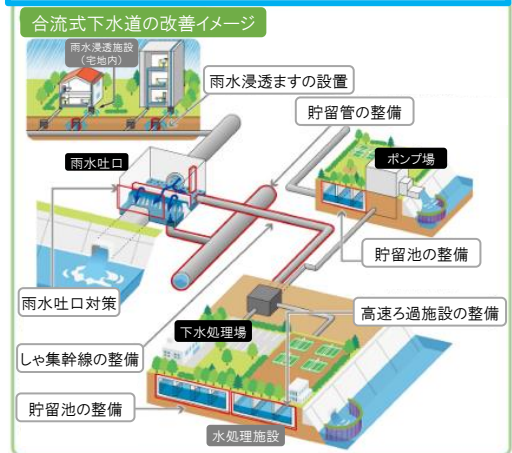 合流式下水道の改善イメージ
雨水浸透施設
(宅地内)
雨水浸透ますの設置
貯留管の整備
雨水吐口
ポンプ場
貯留池の整備
雨水吐口対策
高速ろ過施設の整備
下水処理場
しゃ集幹線の整備
貯留池の整備
水処理施設